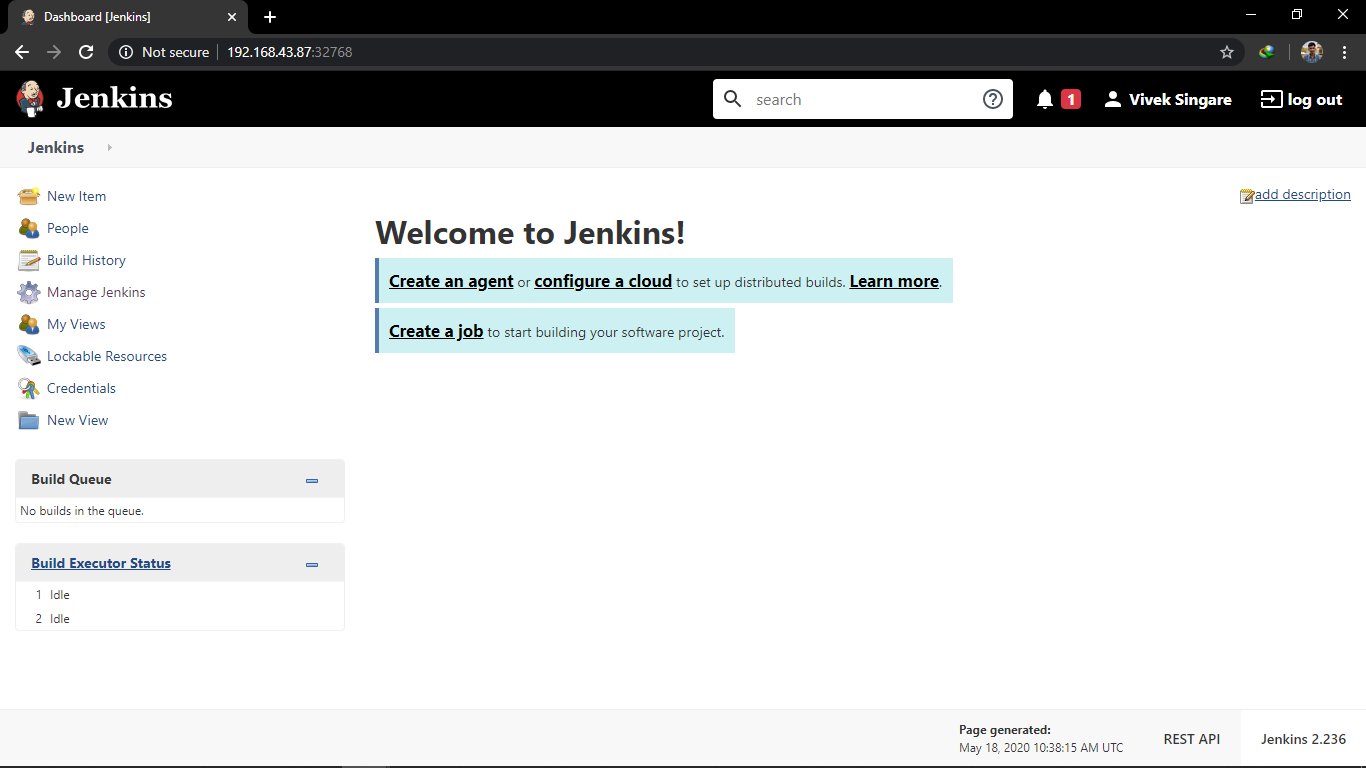 Dashboard [Jenkins]
Not secure
192.168.43.87:32768
Jenkins
search
1
Vivek Singare
log out
Jenkins
New Item
People
Build History
Manage Jenkins
My Views
Lockable Resources
Credentials
New View
add description
Welcome to Jenkins!
Create an agent or configure a cloud to set up distributed builds. Learn more.
Create a job to start building your software project.
Build Queue
No builds in the queue.
Build Executor Status
1 Idle
2 Idle
Page generated:
May 18, 2020 10:38:15 AM UTC
REST API
Jenkins 2.236